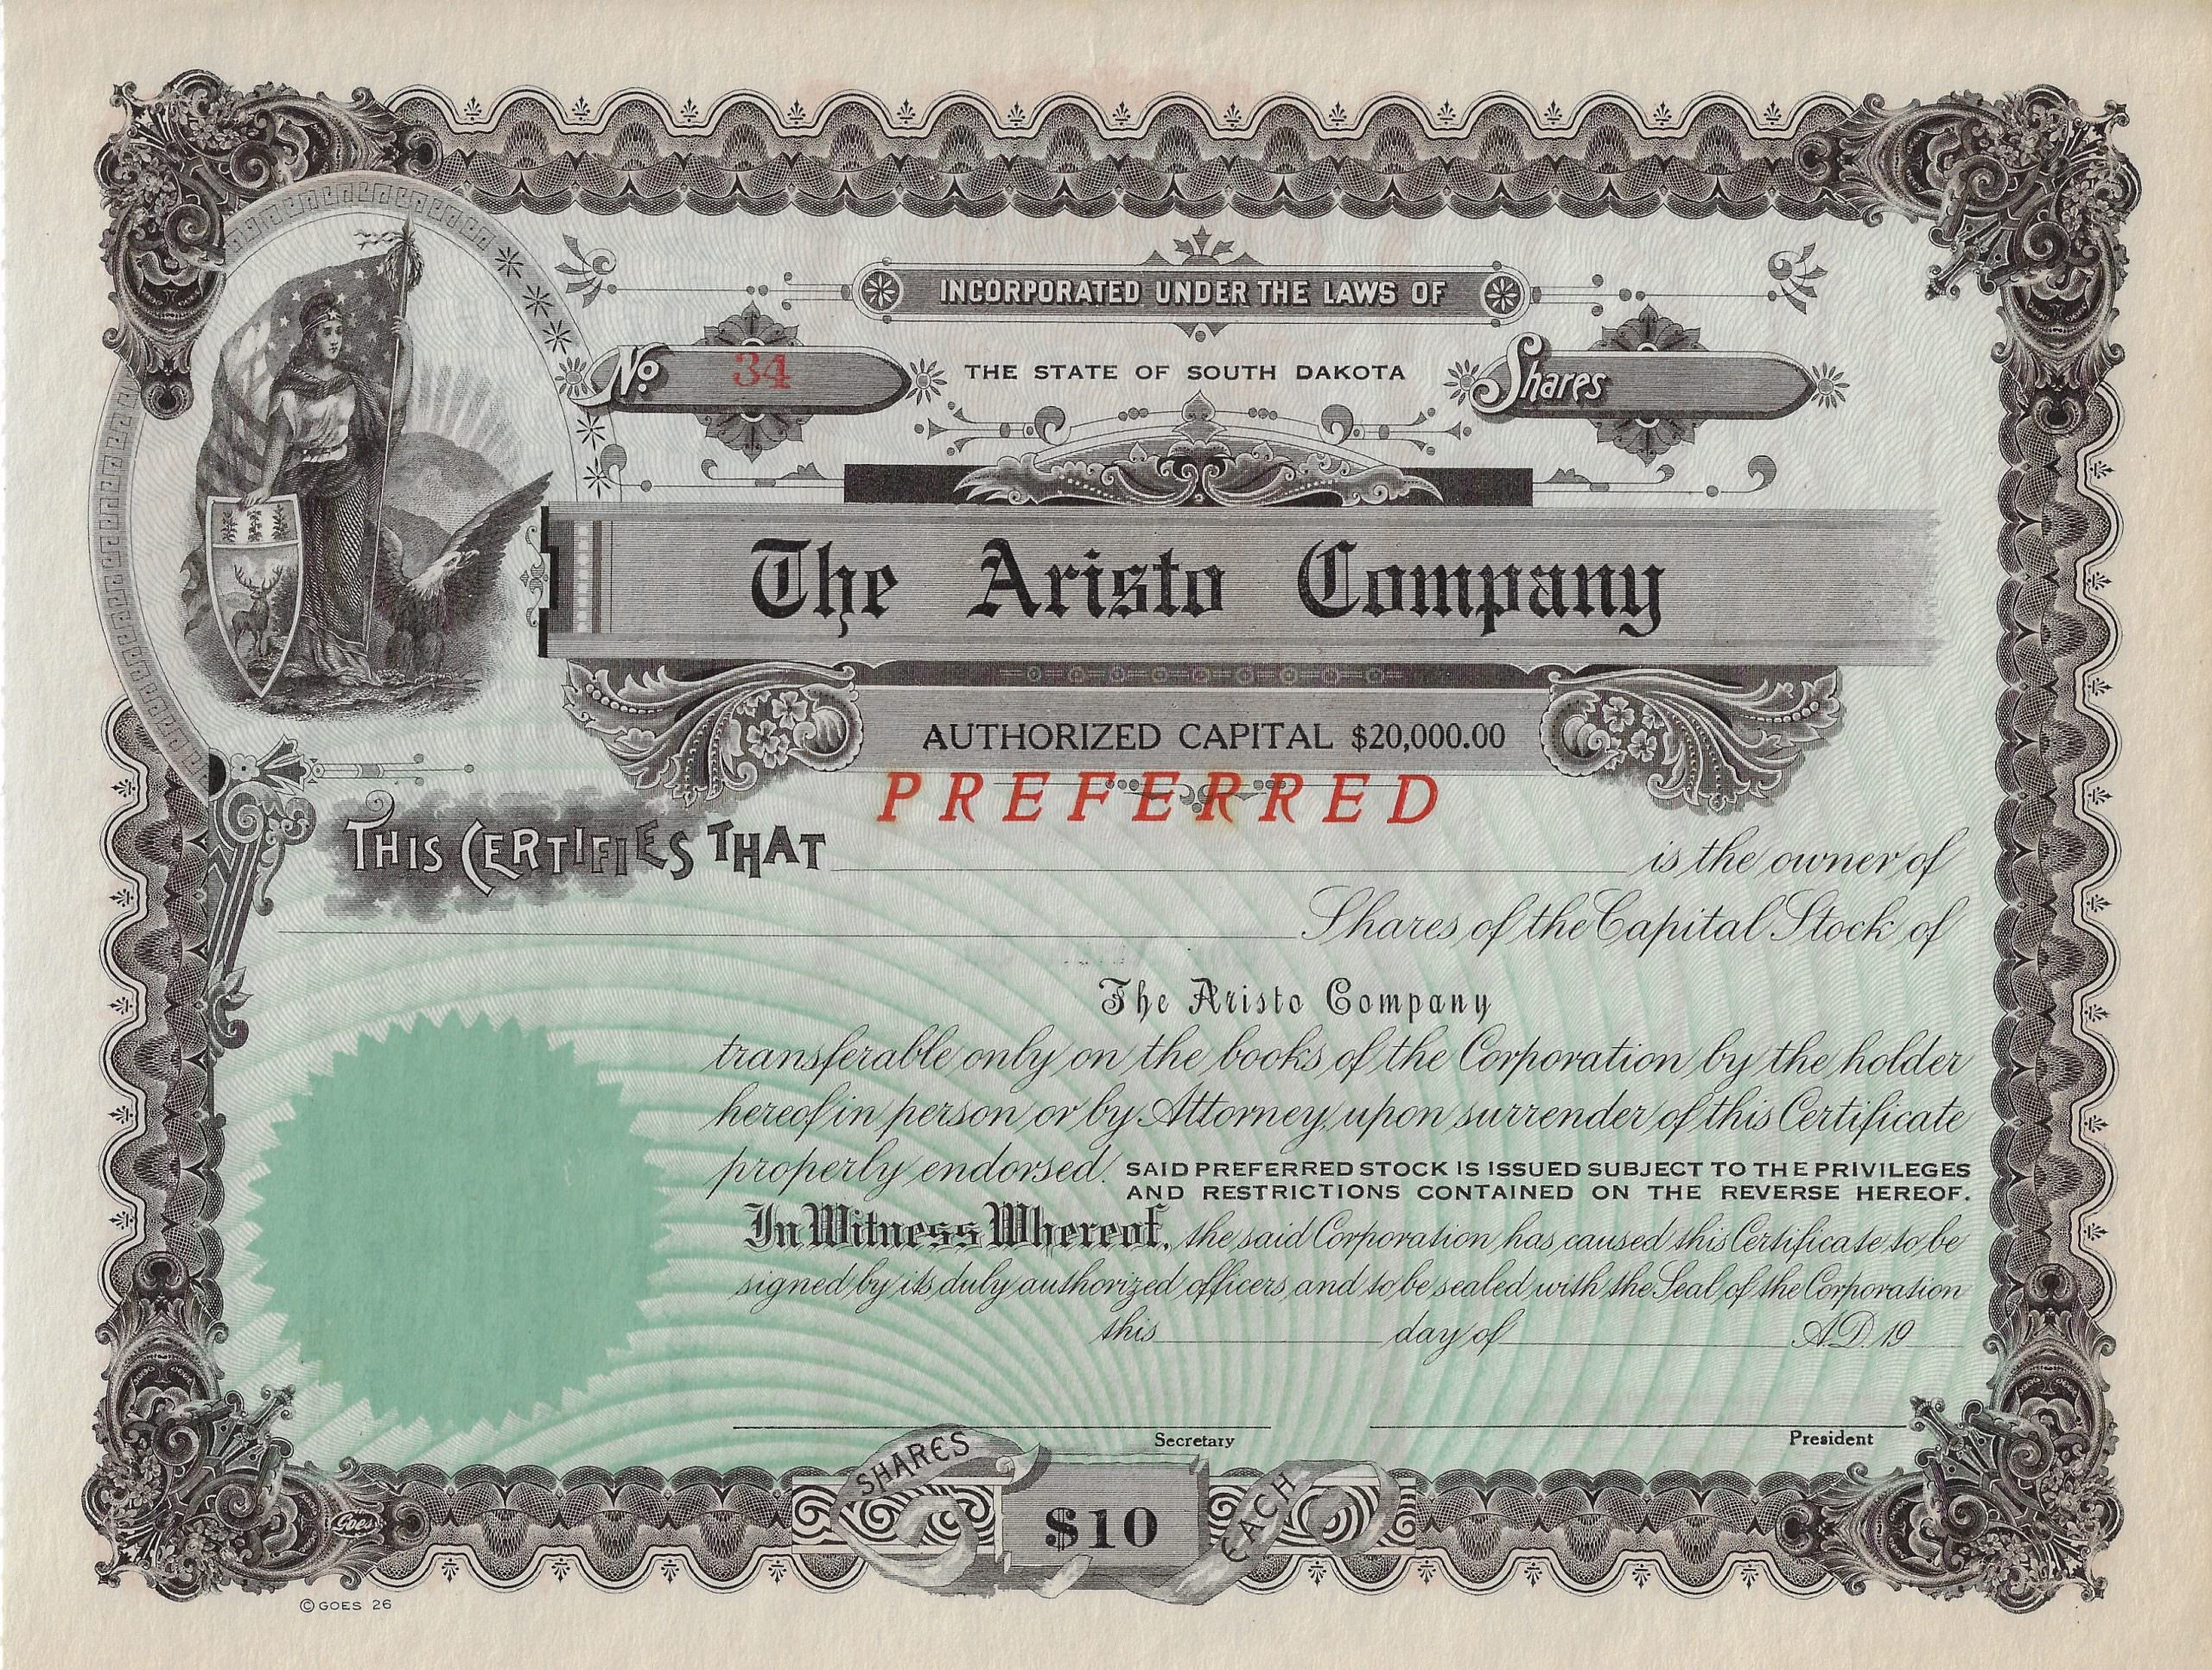 INCORPORATED UNDER THE LAWS OF
No. 34
THE STATE OF SOUTH DAKOTA
Shares
The Aristo Company
AUTHORIZED CAPITAL $20,000.00
PREFERRED
THIS CERTIFIES THAT is the owner of
Shares of the Capital Stock of
The Aristo Company
transferable only on the books of the Corporation by the holder
hereof in person or by Attorney, upon surrender of this Certificate
properly endorsed. SAID PREFERRED STOCK IS ISSUED SUBJECT TO THE PRIVILEGES
AND RESTRICTIONS CONTAINED ON THE REVERSE HEREOF.
In Witness Whereof, the said Corporation has caused this Certificate to be
signed by its duly authorized officers, and to be sealed with the Seal of the Corporation
this day of A.D. 19
Secretary
President
SHARES $10 EACH
Goes
© GOES 26